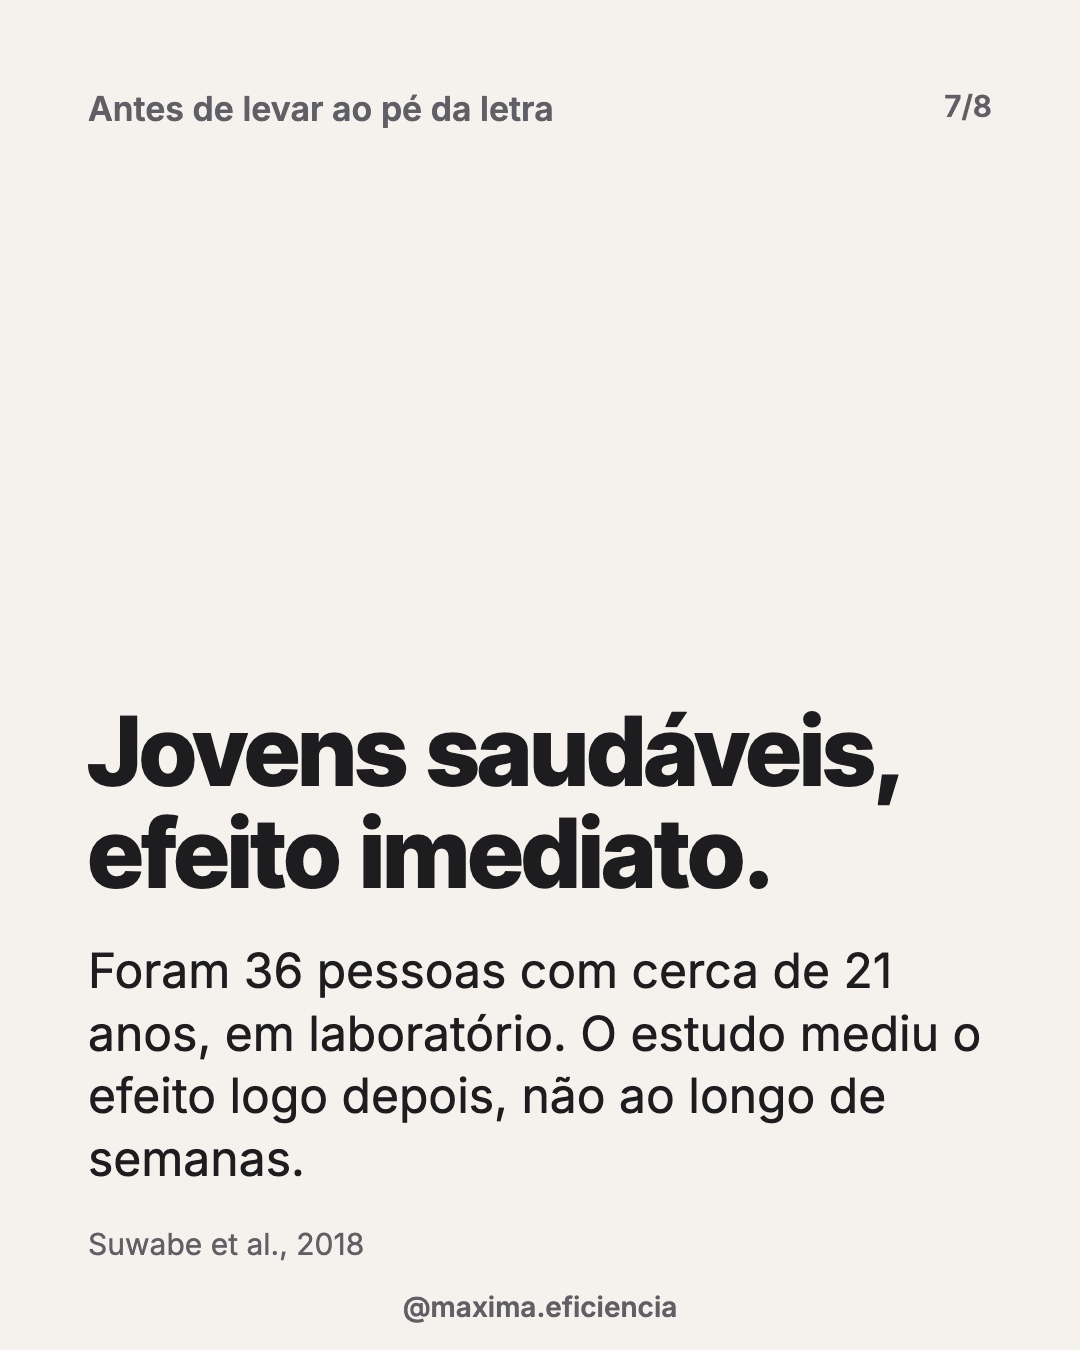 Antes de levar ao pé da letra
7/8
Jovens saudáveis,
efeito imediato.
Foram 36 pessoas com cerca de 21
anos, em laboratório. O estudo mediu o
efeito logo depois, não ao longo de
semanas.
Suwabe et al., 2018
@maxima.eficiencia